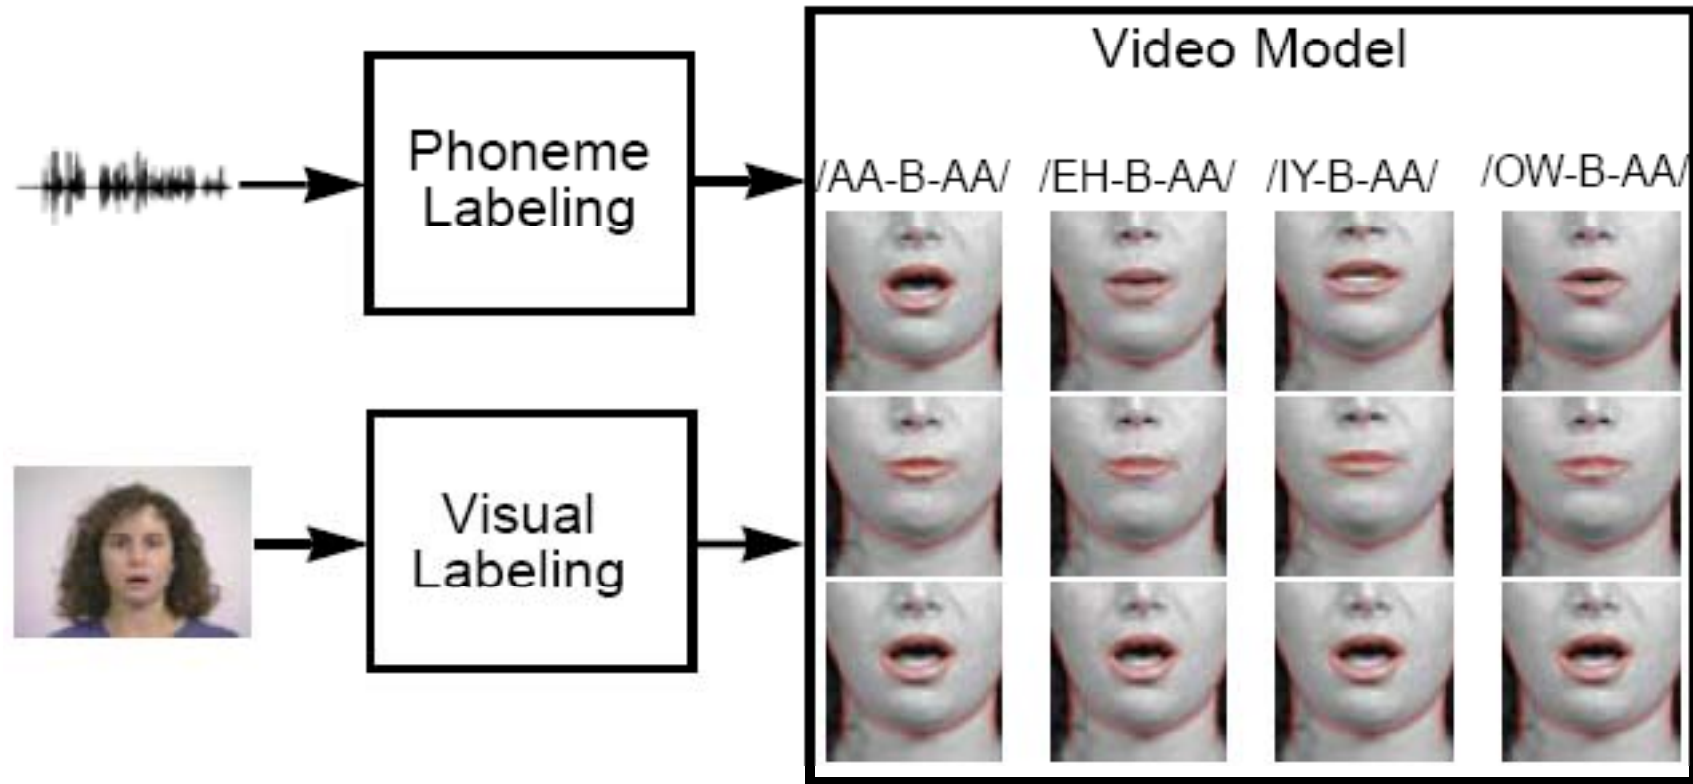 Video Model
Phoneme
Labeling
/AA-B-AA/ /EH-B-AA/ /IY-B-AA/ /OW-B-AA/
Visual
Labeling